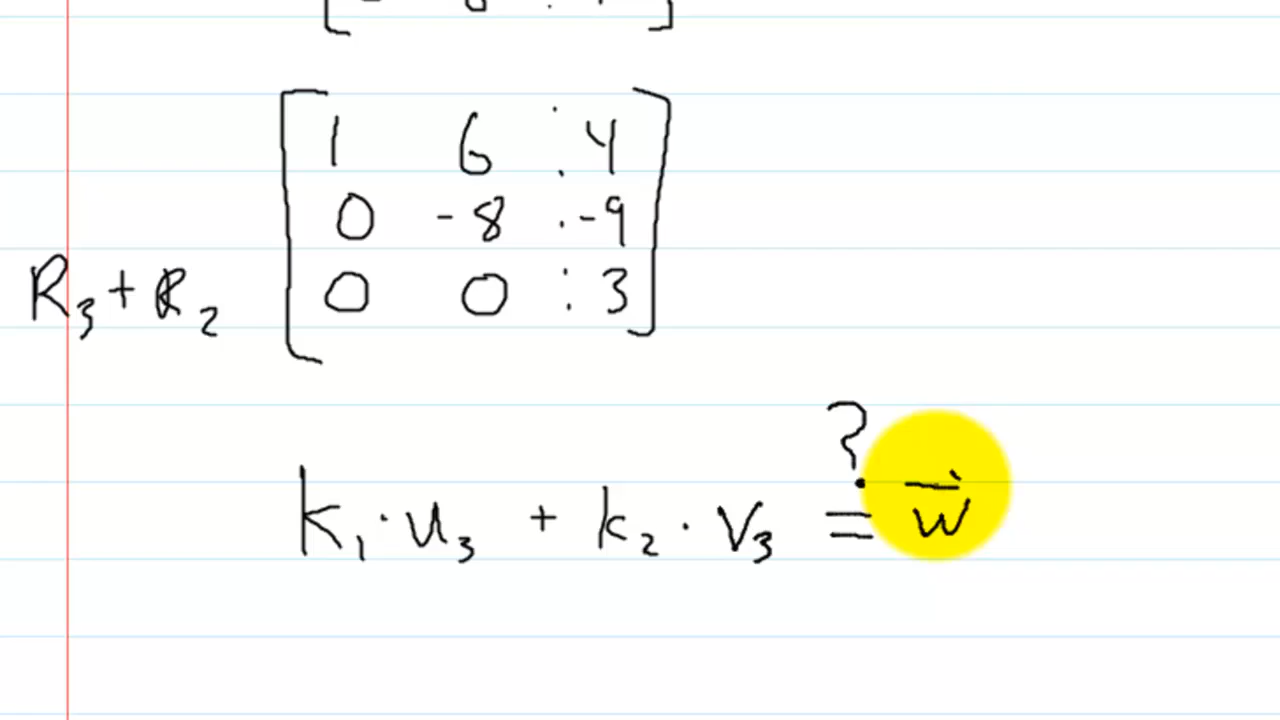 1 6 : 4
0 -8 : -9
R₃ + R₂ 0 0 : 3
?
k₁ · u₃ + k₂ · v₃ = w⃗